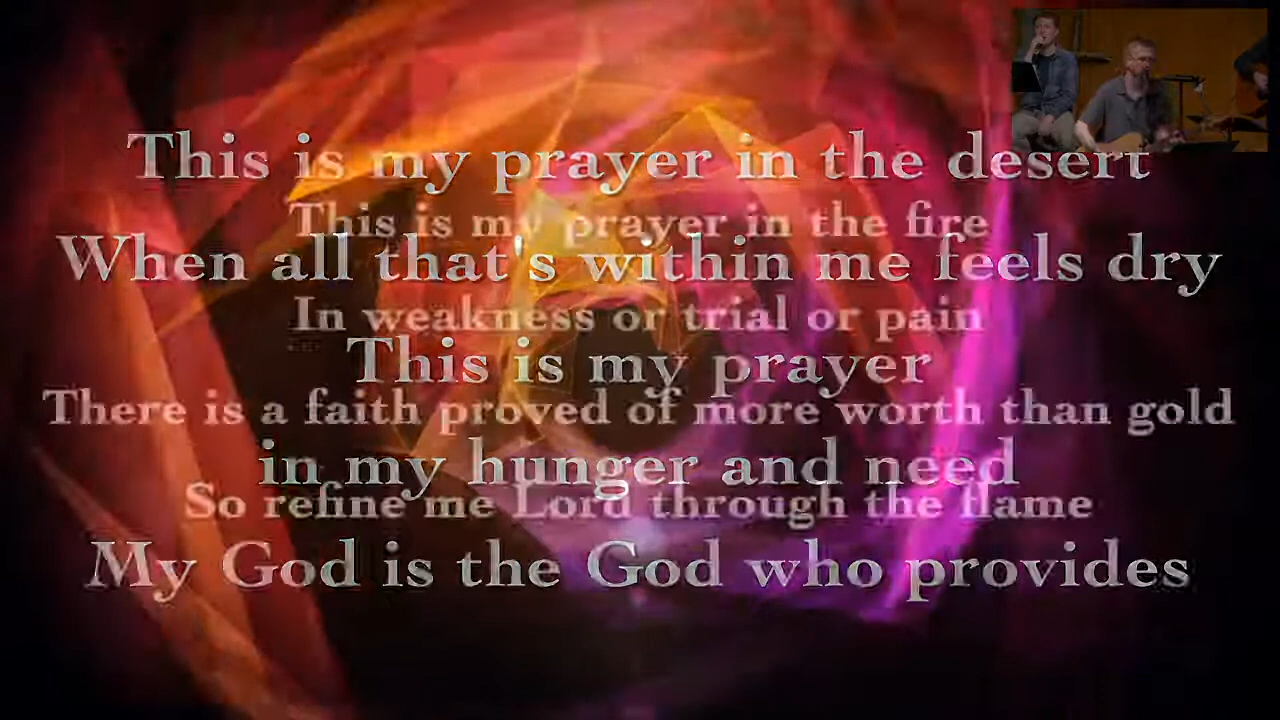 This is my prayer in the desert
This is my prayer in the fire
When all that's within me feels dry
In weakness or trial or pain
This is my prayer
There is a faith proved of more worth than gold
in my hunger and need
So refine me Lord through the flame
My God is the God who provides